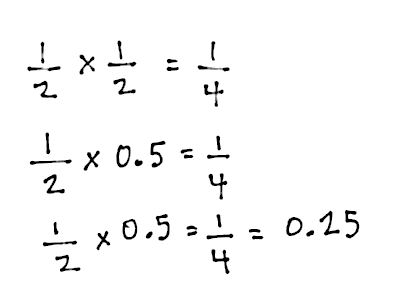 1/2 × 1/2 = 1/4
1/2 × 0.5 = 1/4
1/2 × 0.5 = 1/4 = 0.25